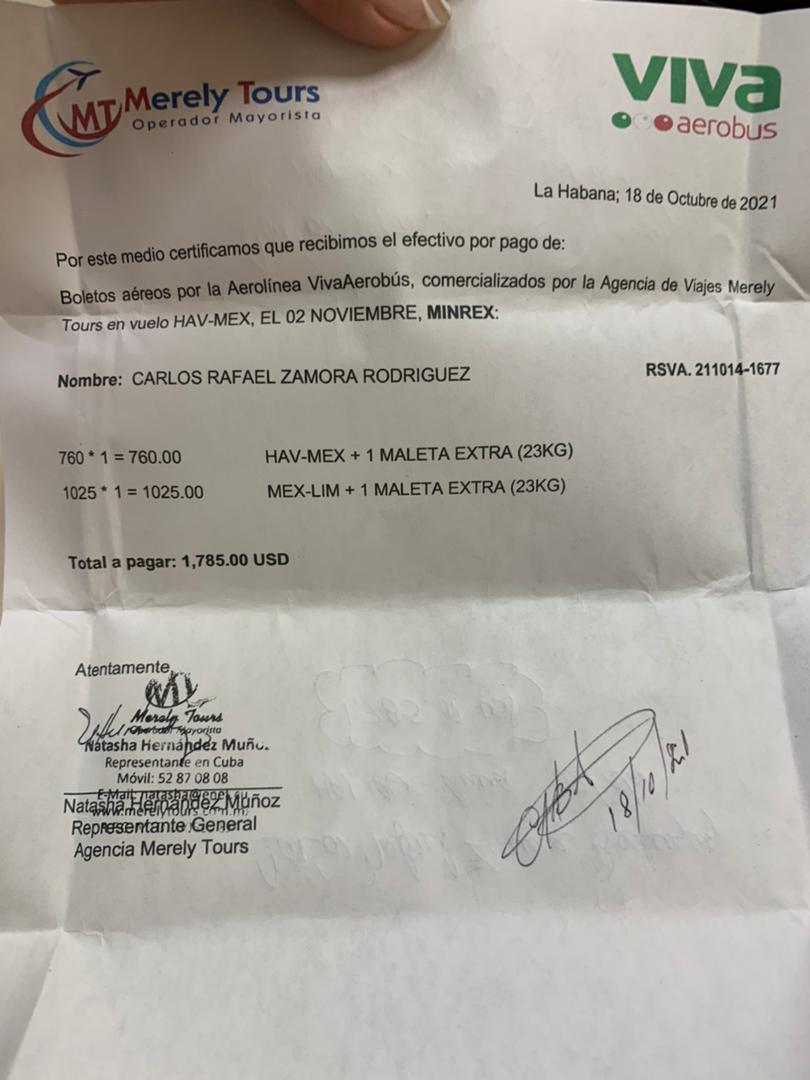 MT Merely Tours
Operador Mayorista
viva
aerobus
La Habana; 18 de Octubre de 2021
Por este medio certificamos que recibimos el efectivo por pago de:
Boletos aéreos por la Aerolínea VivaAerobús, comercializados por la Agencia de Viajes Merely
Tours en vuelo HAV-MEX, EL 02 NOVIEMBRE, MINREX:
Nombre: CARLOS RAFAEL ZAMORA RODRIGUEZ RSVA. 211014-1677
760 * 1 = 760.00 HAV-MEX + 1 MALETA EXTRA (23KG)
1025 * 1 = 1025.00 MEX-LIM + 1 MALETA EXTRA (23KG)
Total a pagar: 1,785.00 USD
Atentamente,
Merely Tours
Mayorista
Natasha Hernández
Representante en Cuba
Móvil: 52 87 08 08
Natasha Hernández Muñoz
Representante General
Agencia Merely Tours
18/10/21